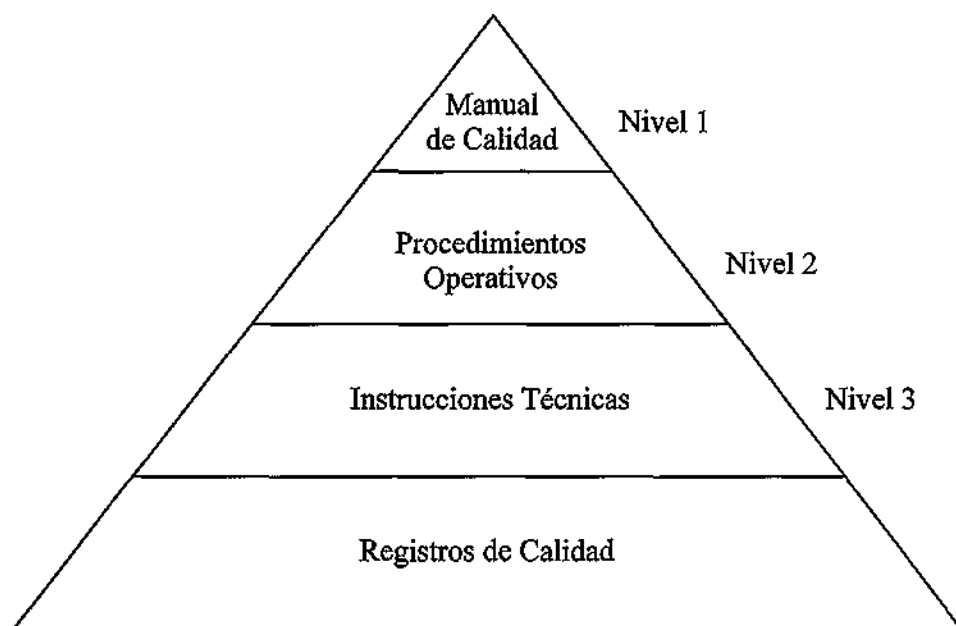 Manual
de Calidad
Nivel 1
Procedimientos
Operativos
Nivel 2
Instrucciones Técnicas
Nivel 3
Registros de Calidad